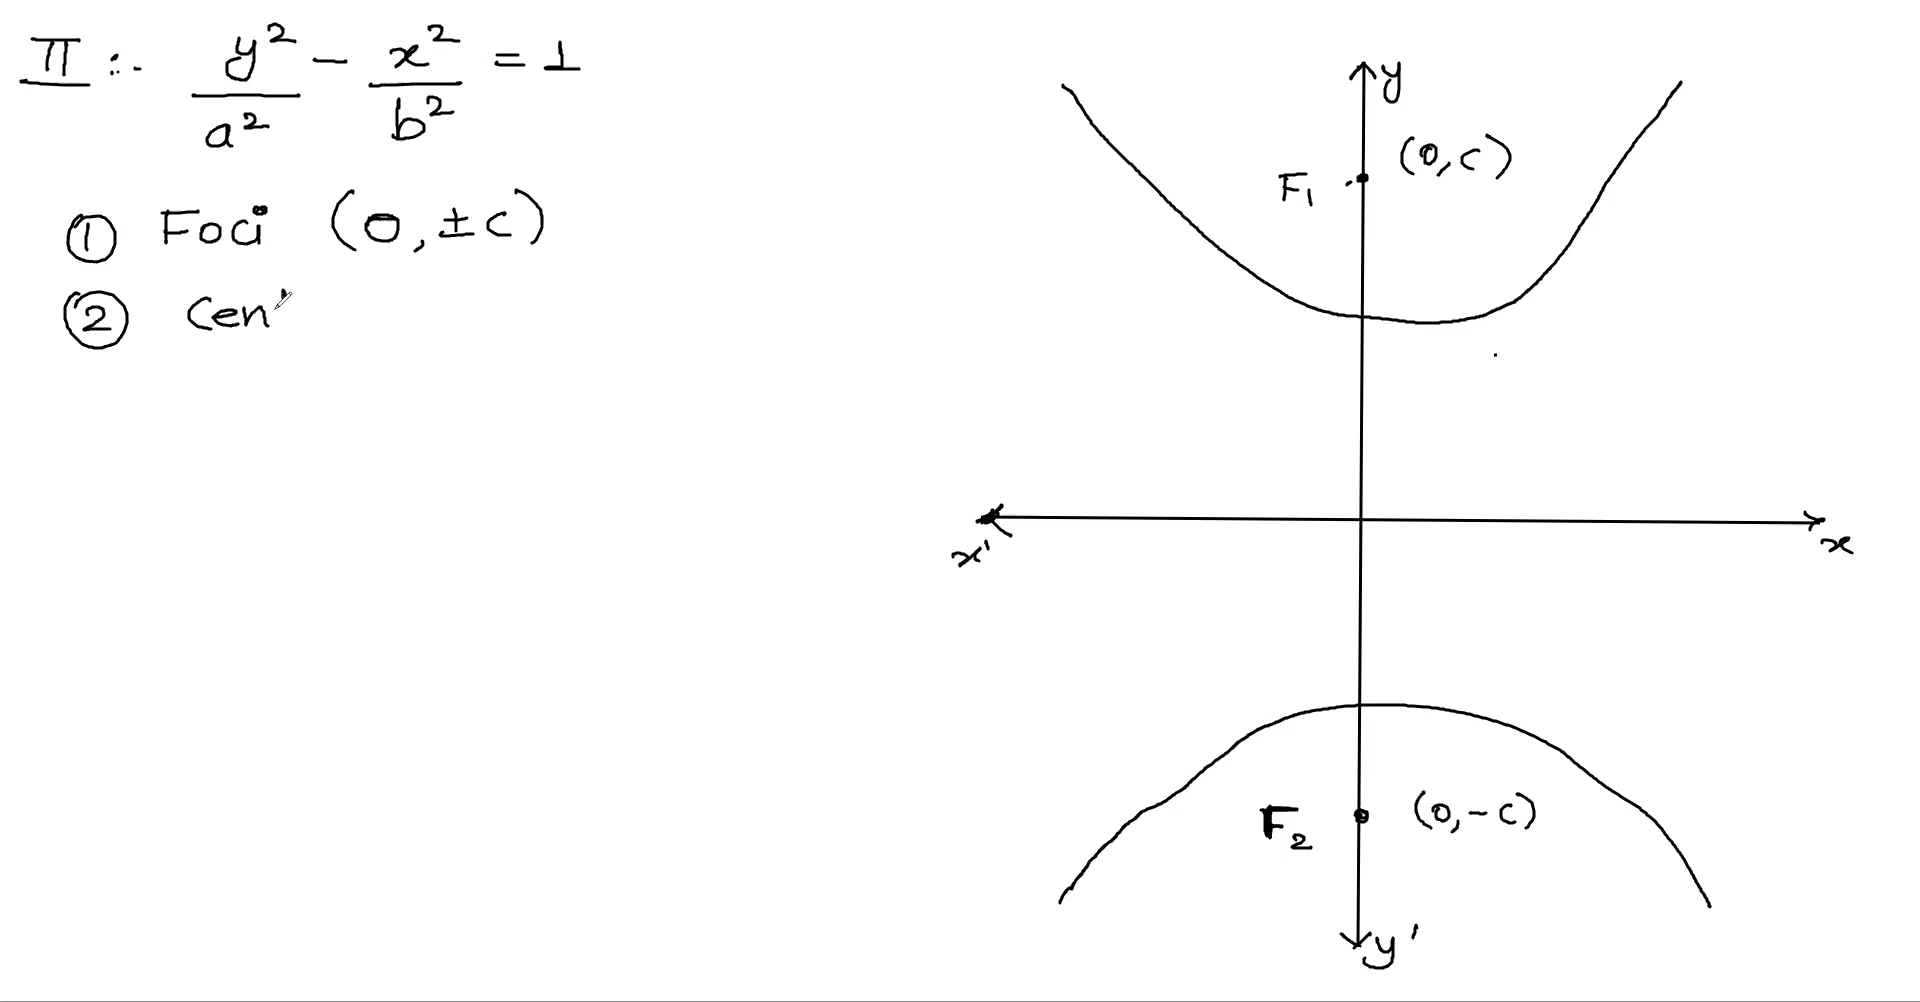 II :- y²/a² - x²/b² = 1
① Foci (0, ±c)
② Cen
y
(0, c)
F₁
x'
x
F₂
(0, -c)
y'